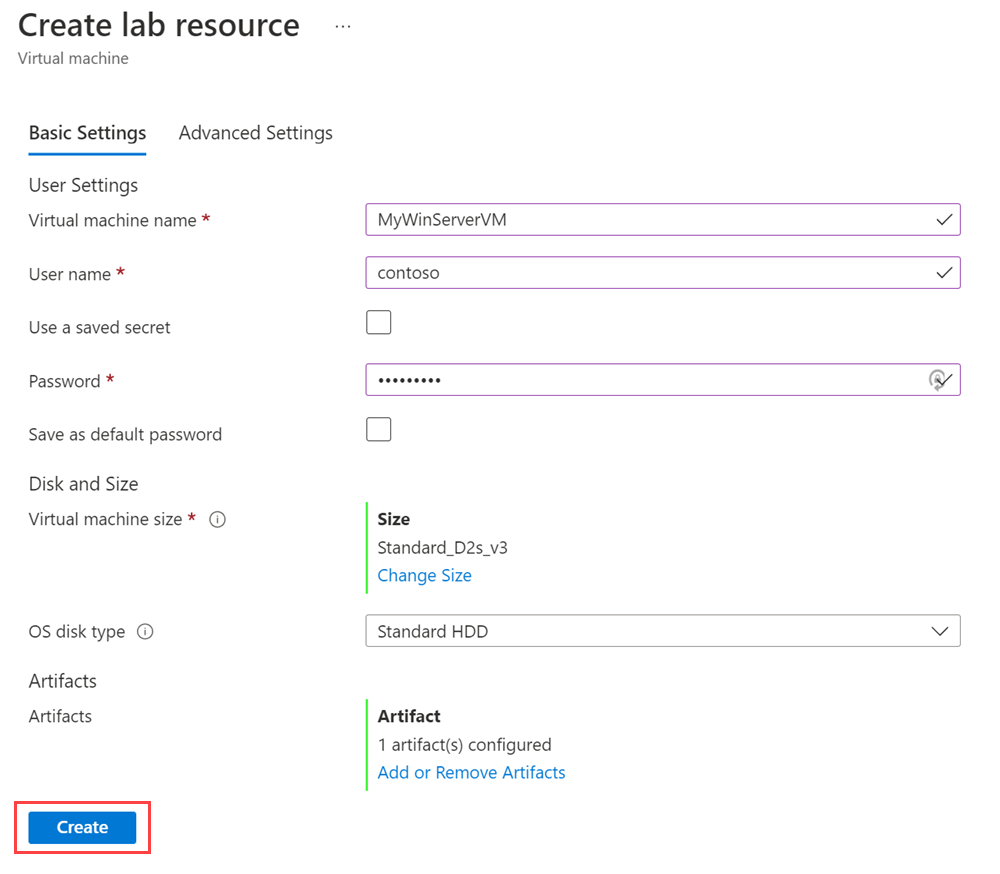 Create lab resource ...
Virtual machine
Basic Settings Advanced Settings
User Settings
Virtual machine name * MyWinServerVM
User name * contoso
Use a saved secret
Password * •••••••••
Save as default password
Disk and Size
Virtual machine size * Size
Standard_D2s_v3
Change Size
OS disk type Standard HDD
Artifacts
Artifacts Artifact
1 artifact(s) configured
Add or Remove Artifacts
Create